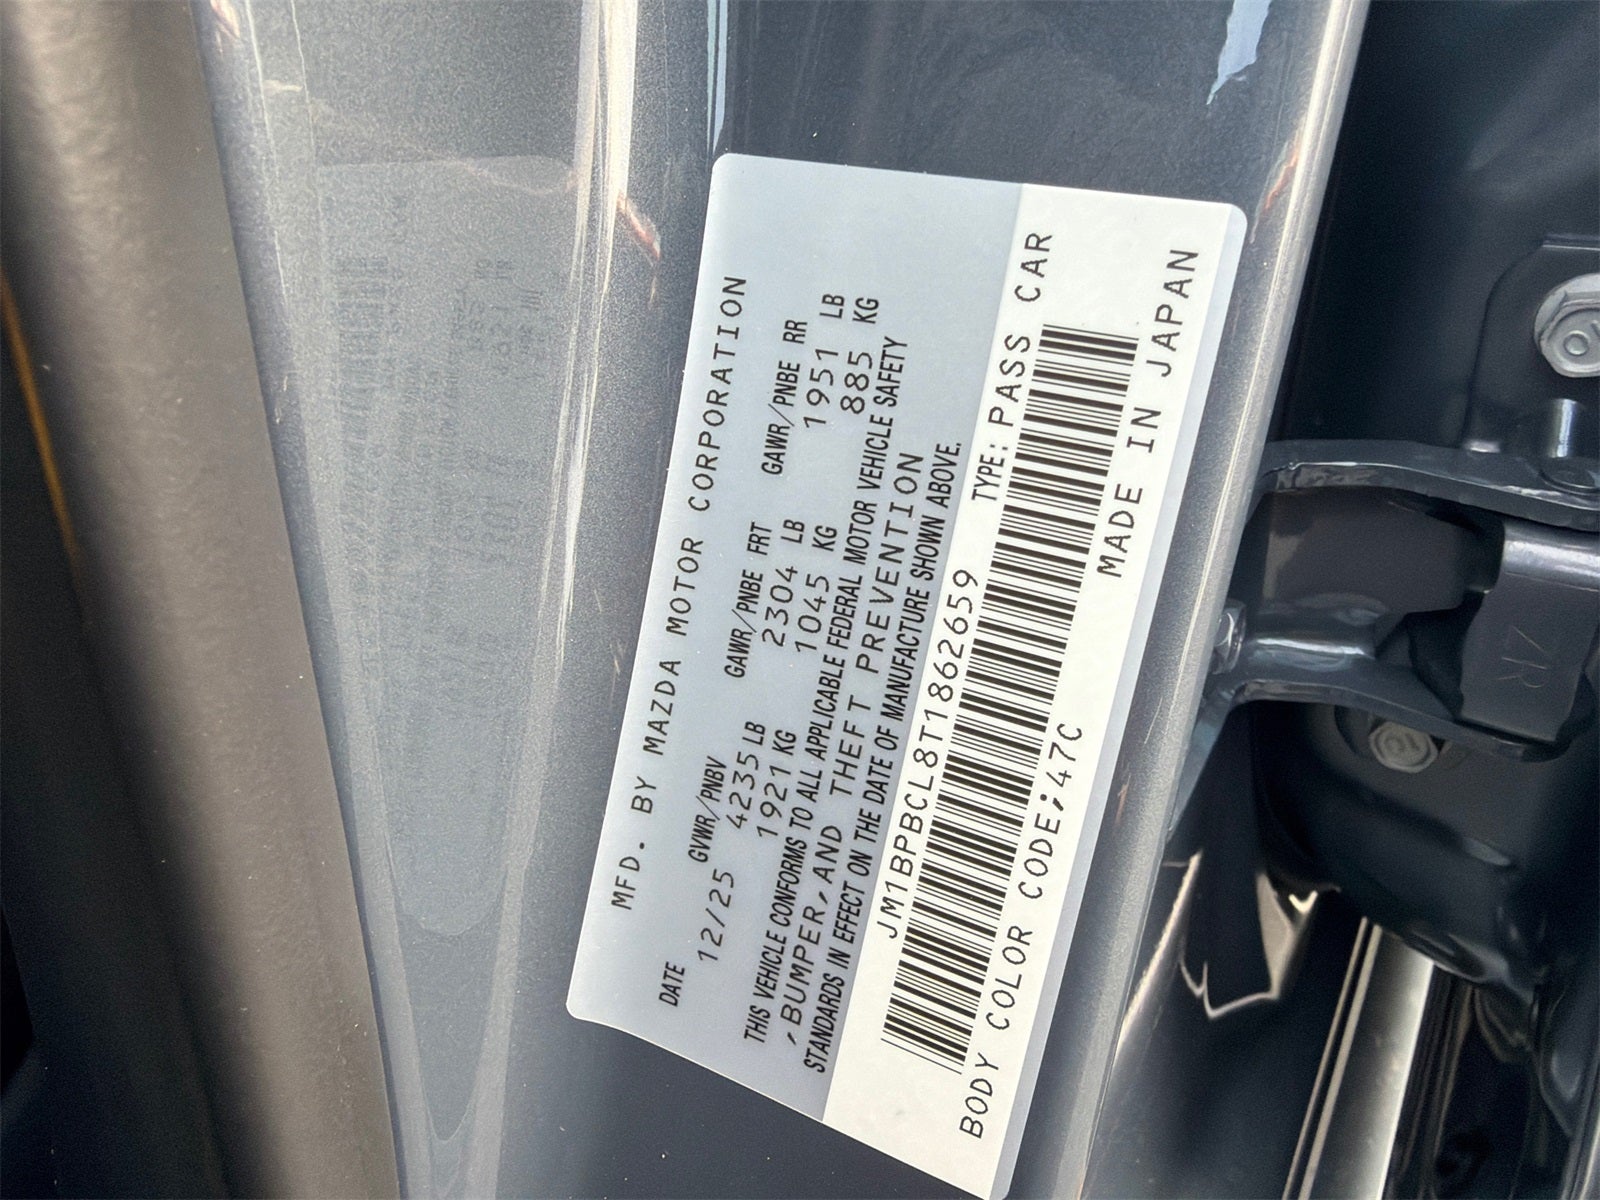 MFD. BY MAZDA MOTOR CORPORATION
DATE GVWR/PNBV GAWR/PNBE FRT GAWR/PNBE RR
12/25 4235 LB 2304 LB 1951 LB
1921 KG 1045 KG 885 KG
THIS VEHICLE CONFORMS TO ALL APPLICABLE FEDERAL MOTOR VEHICLE SAFETY
,BUMPER,AND THEFT PREVENTION
STANDARDS IN EFFECT ON THE DATE OF MANUFACTURE SHOWN ABOVE.
JM1BPBCL8T1862659 TYPE: PASS CAR
BODY COLOR CODE;47C MADE IN JAPAN